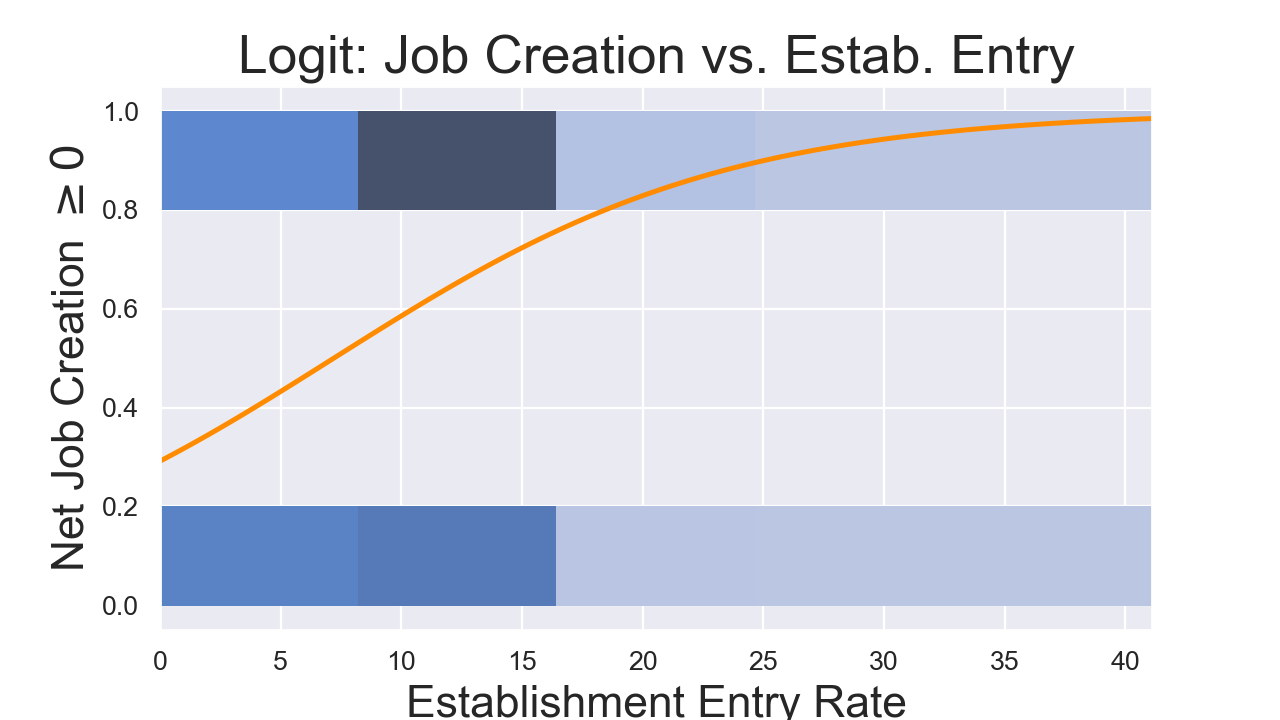 Logit: Job Creation vs. Estab. Entry
Net Job Creation ≥ 0
1.0
0.8
0.6
0.4
0.2
0.0
0 5 10 15 20 25 30 35 40
Establishment Entry Rate